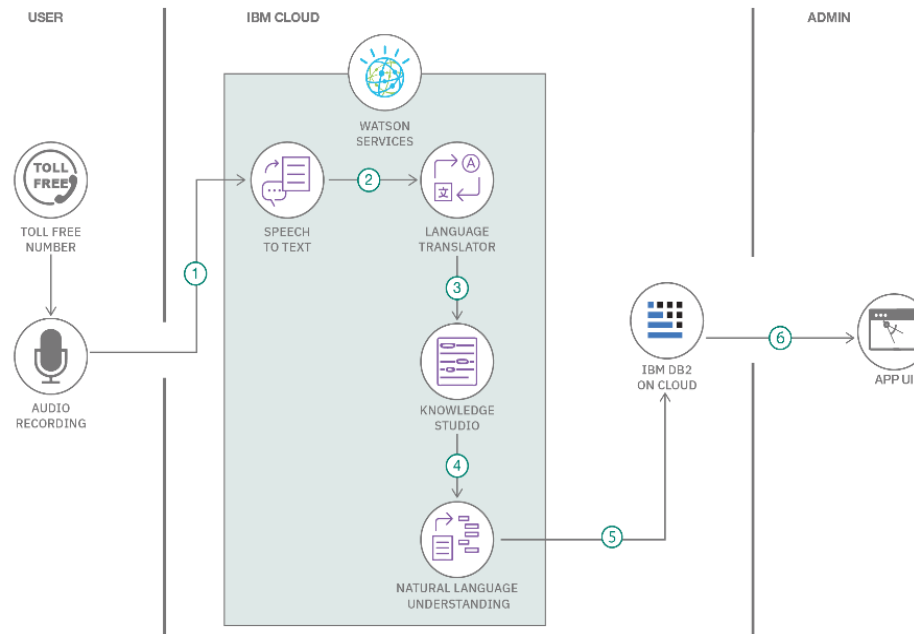 USER
IBM CLOUD
ADMIN
WATSON
SERVICES
TOLL
FREE
TOLL FREE
NUMBER
1
SPEECH
TO TEXT
2
A
文
LANGUAGE
TRANSLATOR
3
AUDIO
RECORDING
KNOWLEDGE
STUDIO
4
NATURAL LANGUAGE
UNDERSTANDING
5
IBM DB2
ON CLOUD
6
APP UI